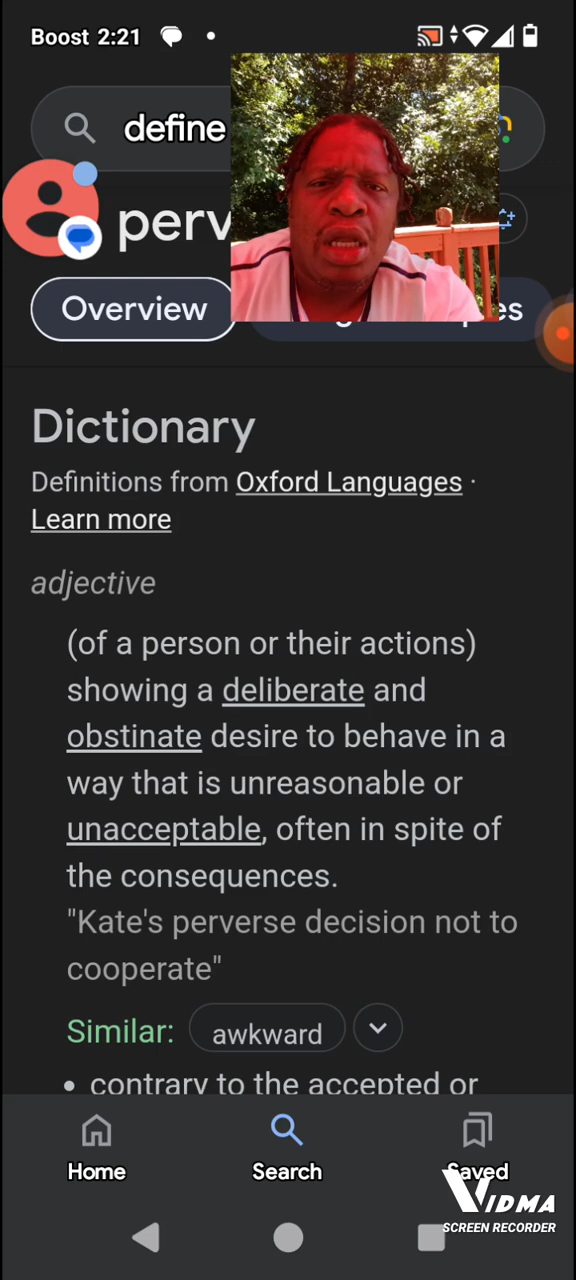 Boost 2:21
define
perv
Overview
es
Dictionary
Definitions from Oxford Languages ·
Learn more
adjective
(of a person or their actions)
showing a deliberate and
obstinate desire to behave in a
way that is unreasonable or
unacceptable, often in spite of
the consequences.
"Kate's perverse decision not to
cooperate"
Similar: awkward
• contrary to the accepted or
Home Search Saved
VIDMA
SCREEN RECORDER